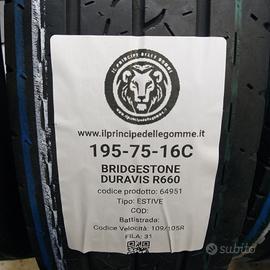 IL PRINCIPE DELLE GOMME
www.ilprincipedellegomme.it
195-75-16C
BRIDGESTONE
DURAVIS R660
codice prodotto: 64951
Tipo: ESTIVE
COD:
Battistrada:
Codice Velocità: 109/105R
FILA: 31
subito